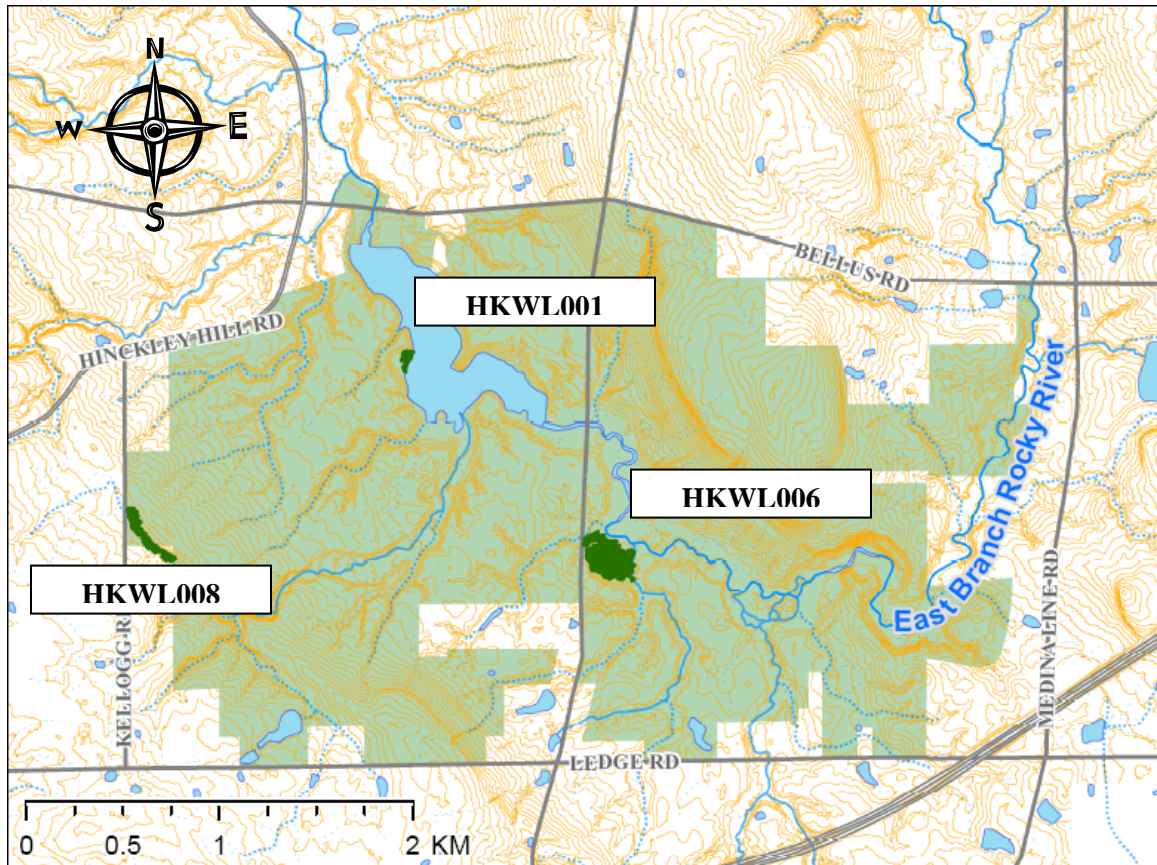 N
W E
S
BELLUS RD
HKWL001
HINCKLEY HILL RD
HKWL006
East Branch Rocky River
HKWL008
KELLOGG R
MEDINA LINE RD
LEDGE RD
0 0.5 1 2 KM